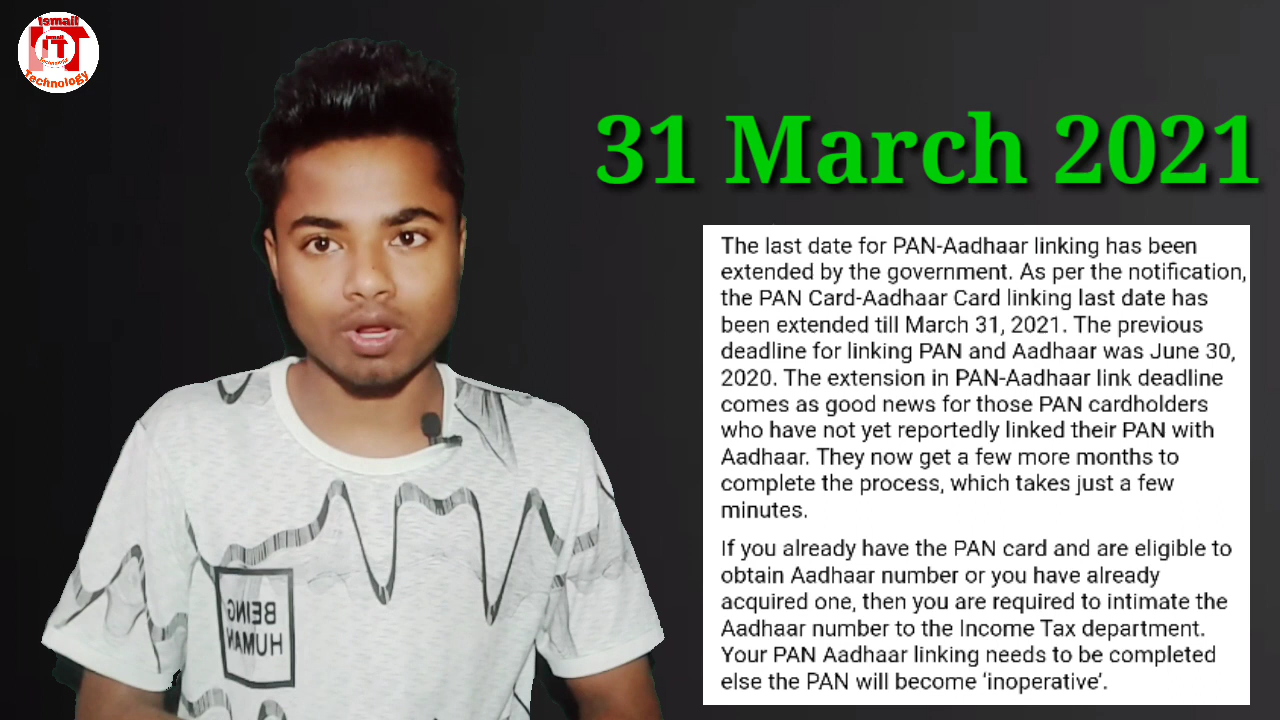 Ismail
IT
Ismail
IT
Technology
Technology
31 March 2021
The last date for PAN-Aadhaar linking has been
extended by the government. As per the notification,
the PAN Card-Aadhaar Card linking last date has
been extended till March 31, 2021. The previous
deadline for linking PAN and Aadhaar was June 30,
2020. The extension in PAN-Aadhaar link deadline
comes as good news for those PAN cardholders
who have not yet reportedly linked their PAN with
Aadhaar. They now get a few more months to
complete the process, which takes just a few
minutes.
If you already have the PAN card and are eligible to
obtain Aadhaar number or you have already
acquired one, then you are required to intimate the
Aadhaar number to the Income Tax department.
Your PAN Aadhaar linking needs to be completed
else the PAN will become ‘inoperative’.
BEING
HUMAN